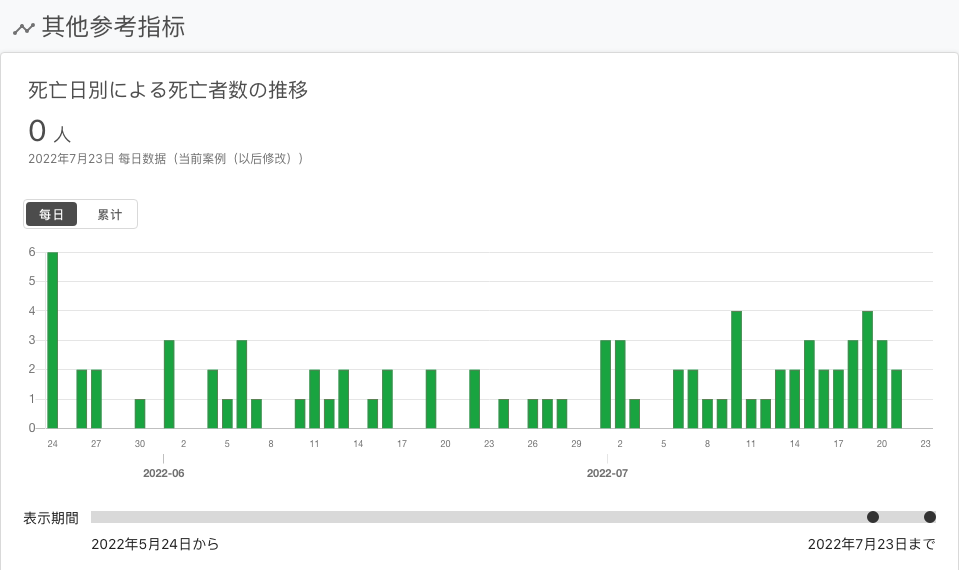 其他参考指标
死亡日別による死亡者数の推移
0 人
2022年7月23日 每日数据（当前案例（以后修改））
每日 累计
6
5
4
3
2
1
0
24 27 30 2 5 8 11 14 17 20 23 26 29 2 5 8 11 14 17 20 23
2022-06 2022-07
表示期間
2022年5月24日から 2022年7月23日まで